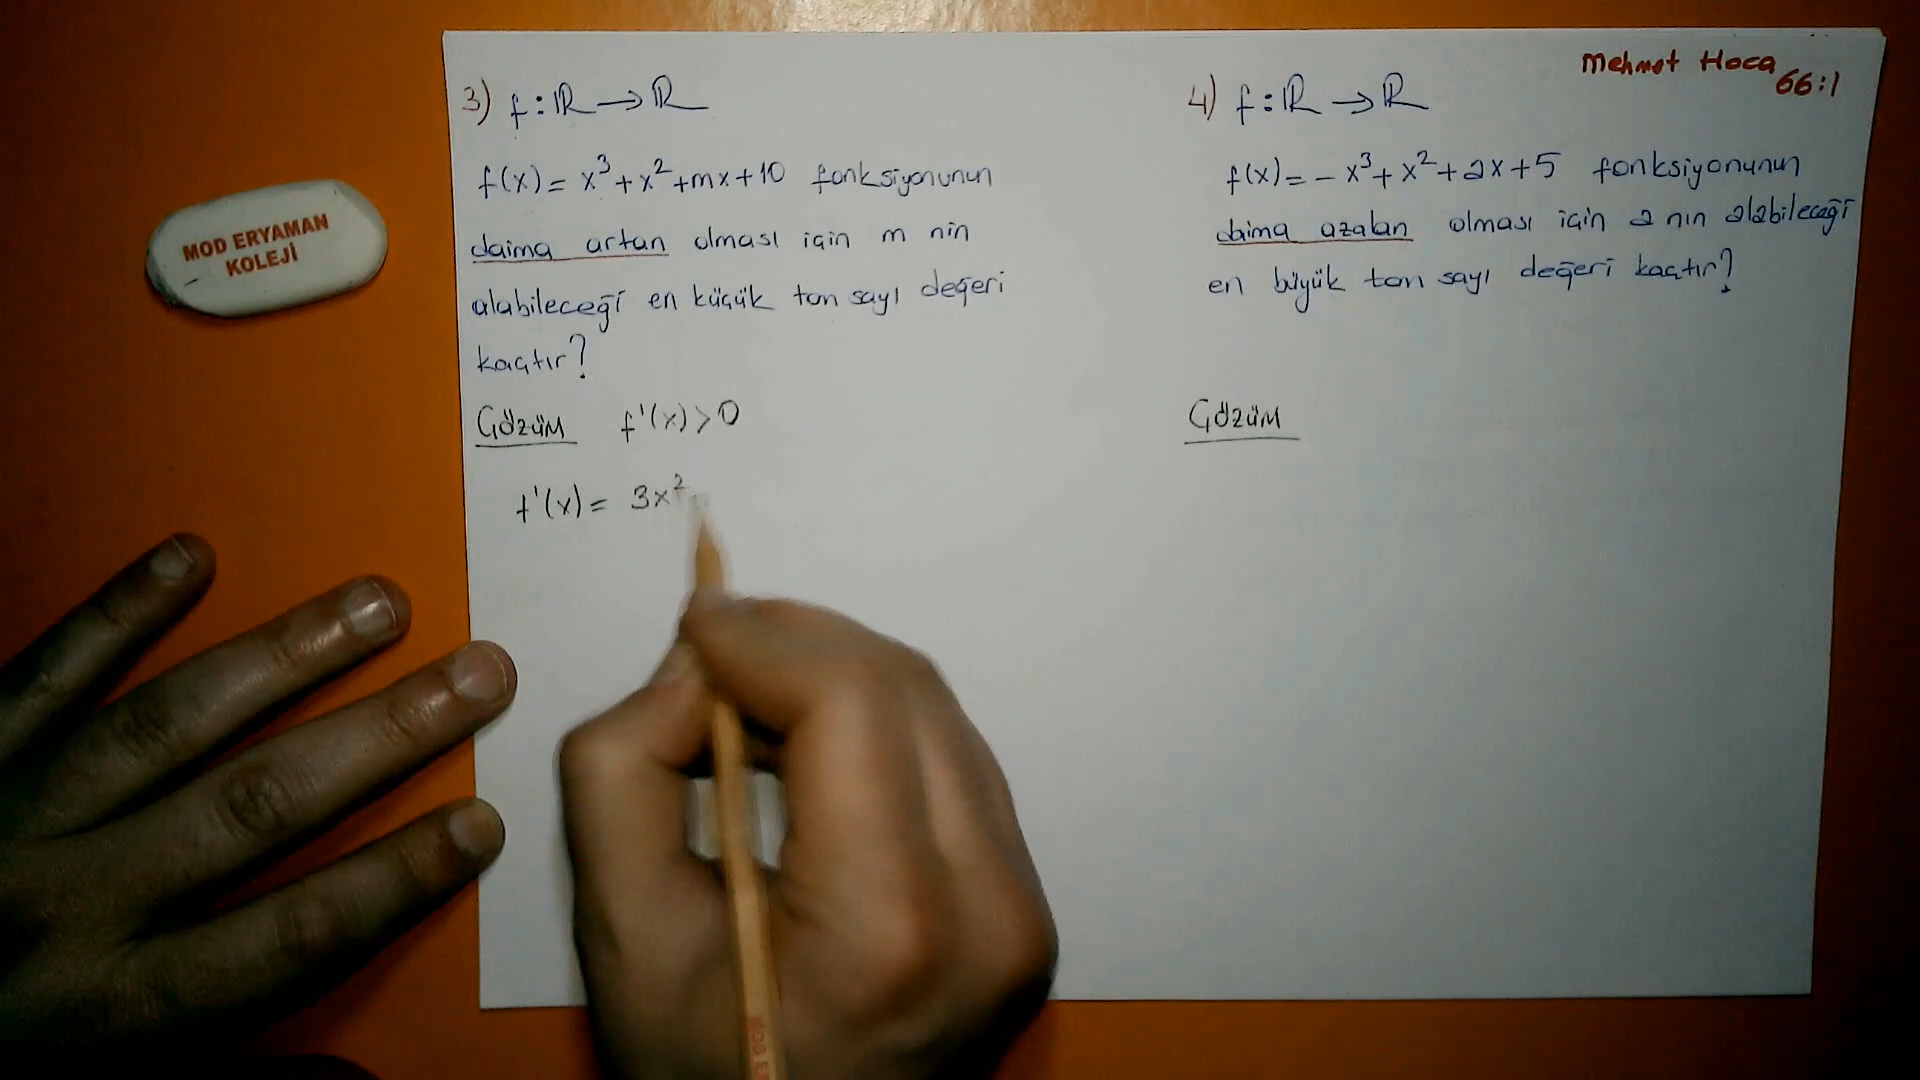 Mehmet Hoca
66:1
3) f : ℝ → ℝ
f(x) = x³ + x² + mx + 10 fonksiyonunun
daima artan olması için m nin
alabileceği en küçük tam sayı değeri
kaçtır?
Çözüm f'(x) > 0
f'(x) = 3x²
4) f : ℝ → ℝ
f(x) = - x³ + x² + ax + 5 fonksiyonunun
daima azalan olması için a nın alabileceği
en büyük tam sayı değeri kaçtır?
Çözüm
MOD ERYAMAN
KOLEJİ